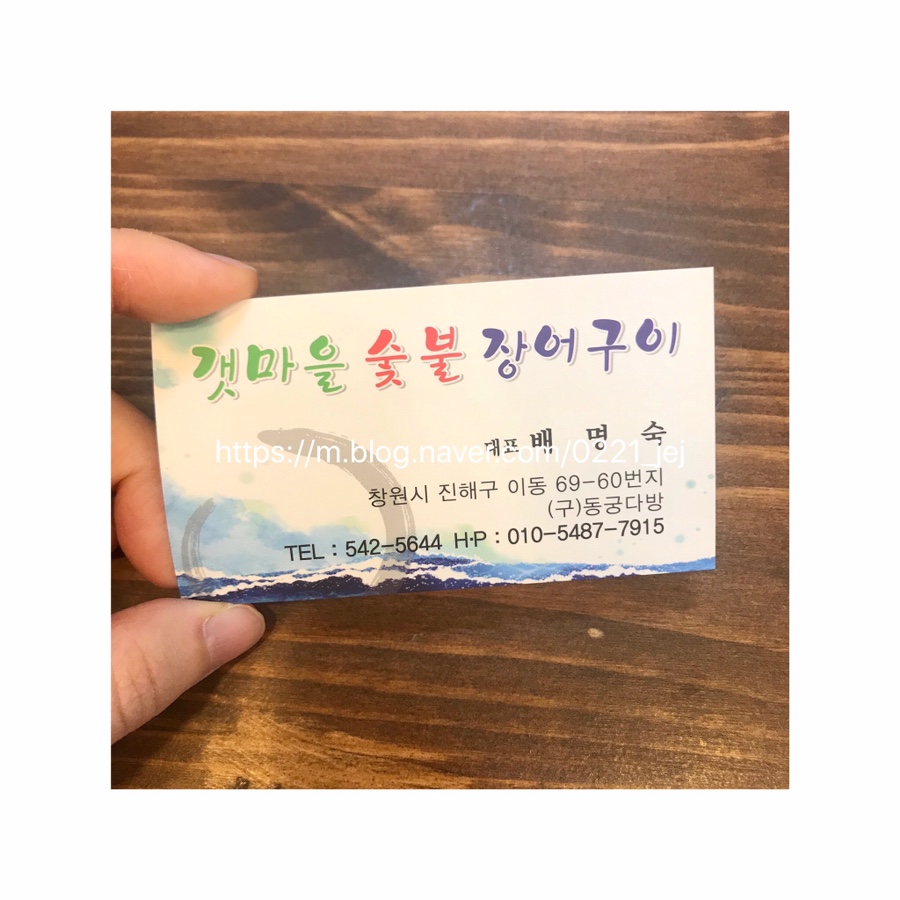 갯마을 숯불 장어구이
대표 배 명 숙
https://m.blog.naver.com/0221_jej
창원시 진해구 이동 69-60번지
(구)동궁다방
TEL : 542-5644 H·P : 010-5487-7915